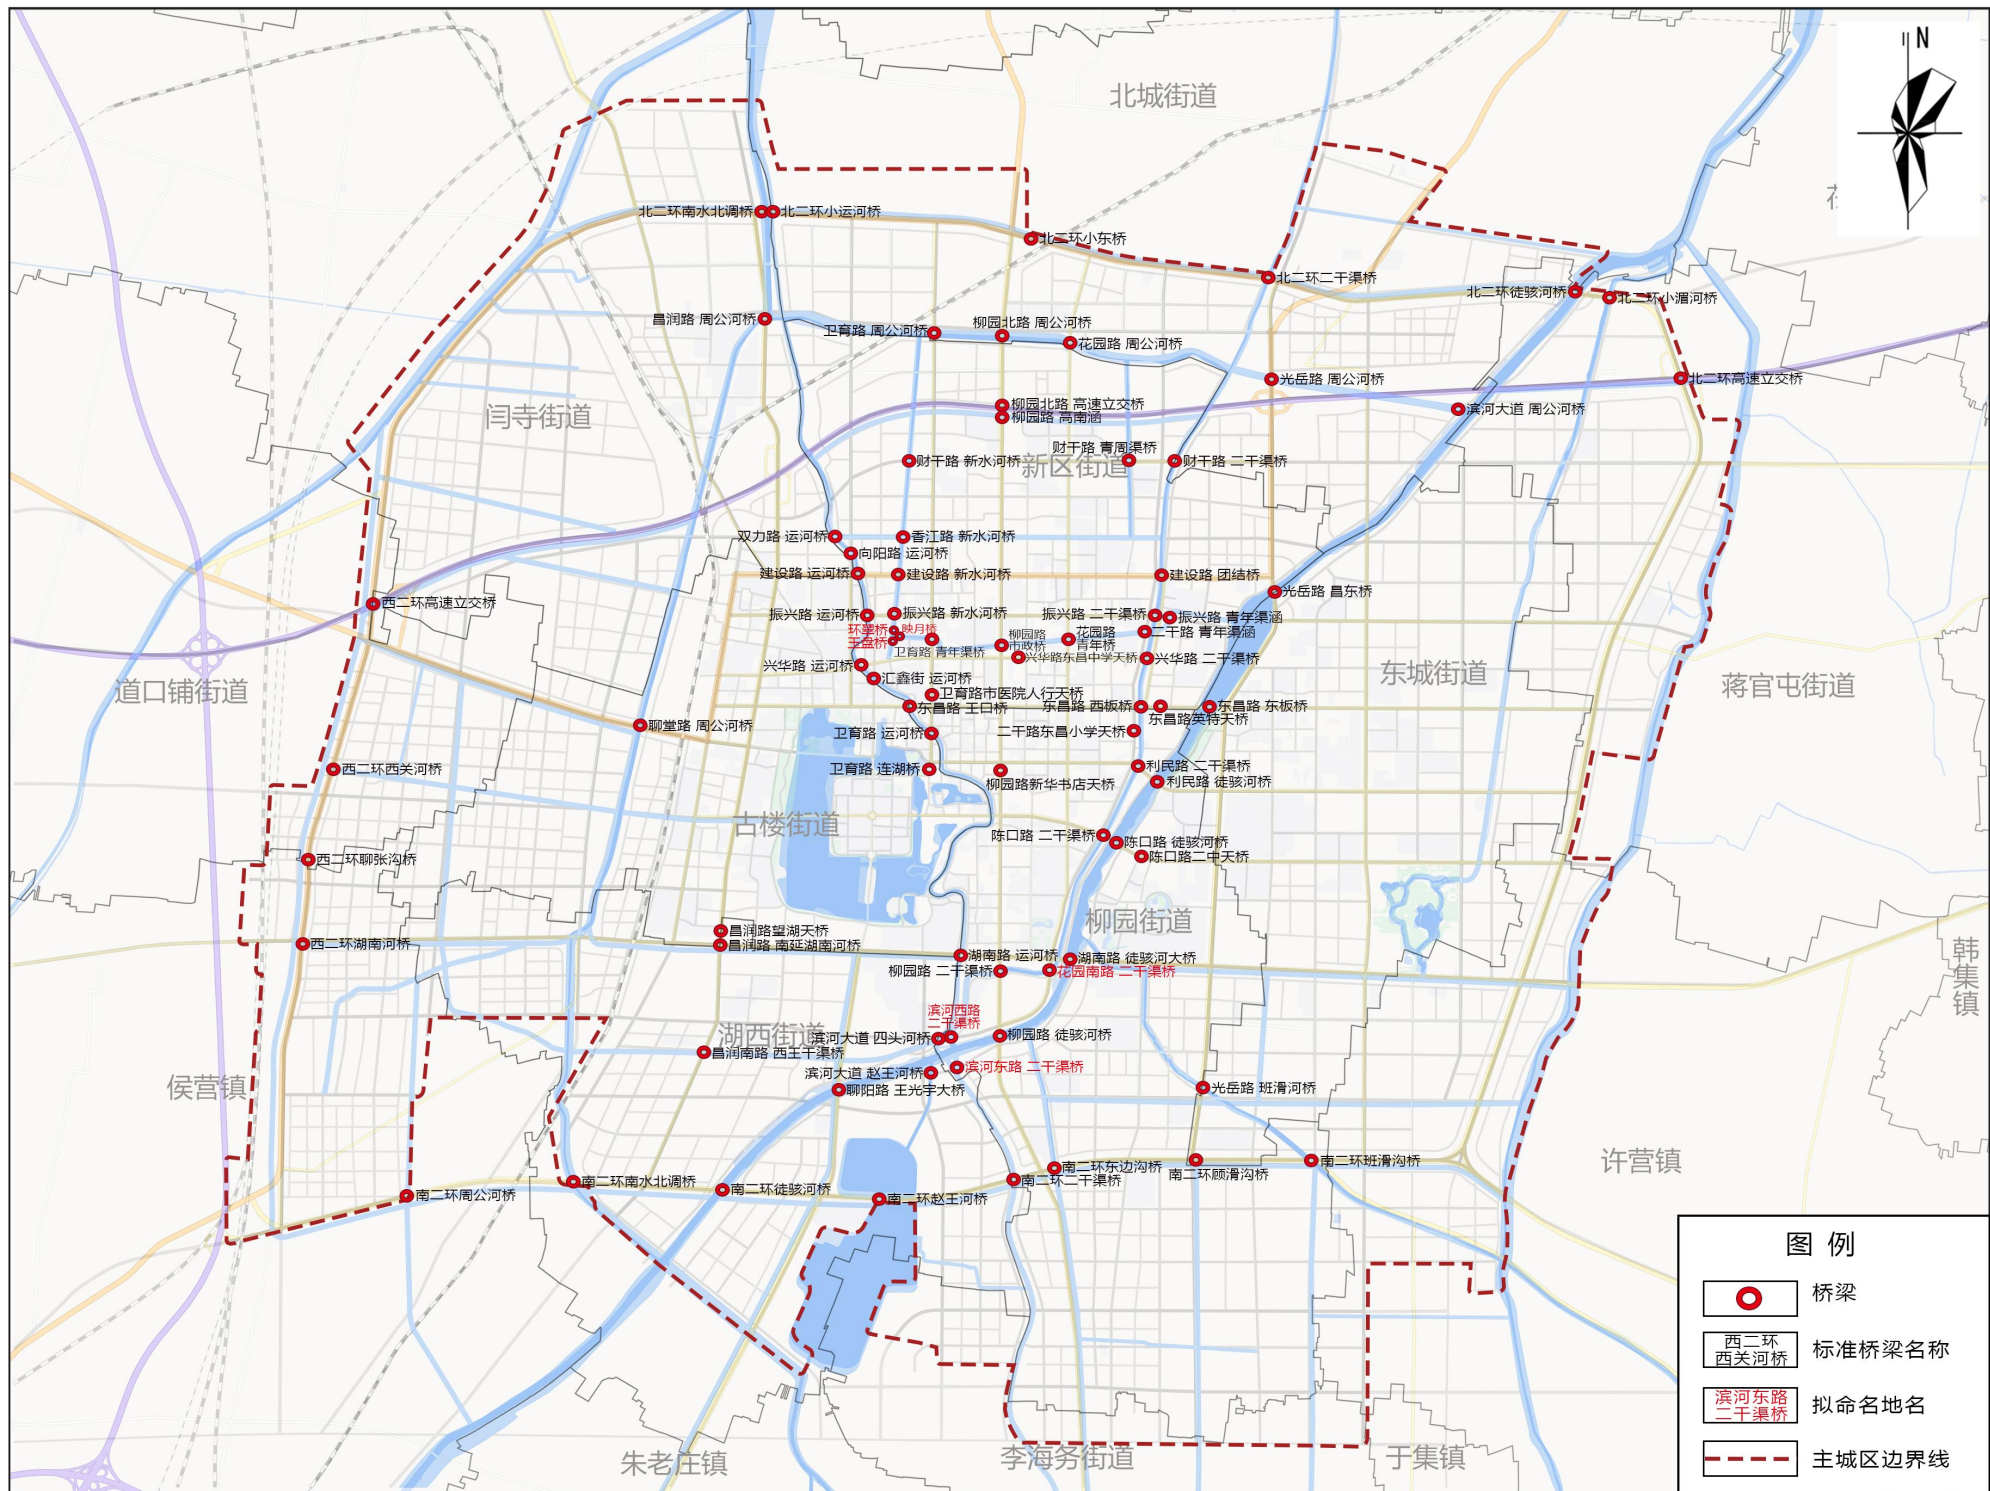 N
北城街道
北二环南水北调桥
北二环小运河桥
北二环小东桥
北二环二干渠桥
北二环徒骇河桥
北二环小湄河桥
昌润路 周公河桥
卫育路 周公河桥
柳园北路 周公河桥
花园路 周公河桥
光岳路 周公河桥
北二环高速立交桥
闫寺街道
柳园北路 高速立交桥
柳园路 高南涵
滨河大道 周公河桥
财干路 新水河桥
新区街道
财干路 青周渠桥
财干路 二干渠桥
双力路 运河桥
香江路 新水河桥
向阳路 运河桥
建设路 运河桥
建设路 新水河桥
建设路 团结桥
光岳路 昌东桥
西二环高速立交桥
振兴路 运河桥
振兴路 新水河桥
振兴路 二干渠桥
振兴路 青年渠涵
环翠桥
映月桥
玉盘桥
卫育路 青年渠桥
柳园路
市政桥
花园路
青年桥
二干路 青年渠涵
兴华路 运河桥
兴华路东昌中学天桥
兴华路 二干渠桥
东城街道
道口铺街道
蒋官屯街道
汇鑫街 运河桥
卫育路市医院人行天桥
东昌路 王口桥
东昌路 西板桥
东昌路英特天桥
东昌路 东板桥
聊堂路 周公河桥
卫育路 运河桥
二干路东昌小学天桥
西二环西关河桥
卫育路 连湖桥
柳园路新华书店天桥
利民路 二干渠桥
利民路 徒骇河桥
古楼街道
陈口路 二干渠桥
陈口路 徒骇河桥
陈口路二中天桥
西二环聊张沟桥
柳园街道
昌润路望湖天桥
昌润路 南延湖南河桥
西二环湖南河桥
湖南路 运河桥
湖南路 徒骇河大桥
柳园路 二干渠桥
花园南路 二干渠桥
韩集镇
滨河西路
二干渠桥
湖西街道
滨河大道 四头河桥
柳园路 徒骇河桥
昌润南路 西王干渠桥
滨河大道 赵王河桥
滨河东路 二干渠桥
聊阳路 王光宇大桥
光岳路 班滑河桥
侯营镇
许营镇
南二环周公河桥
南二环南水北调桥
南二环徒骇河桥
南二环赵王河桥
南二环二干渠桥
南二环东边沟桥
南二环顾滑沟桥
南二环班滑沟桥
朱老庄镇
李海务街道
于集镇
图 例
桥梁
西二环
西关河桥
标准桥梁名称
滨河东路
二干渠桥
拟命名地名
主城区边界线